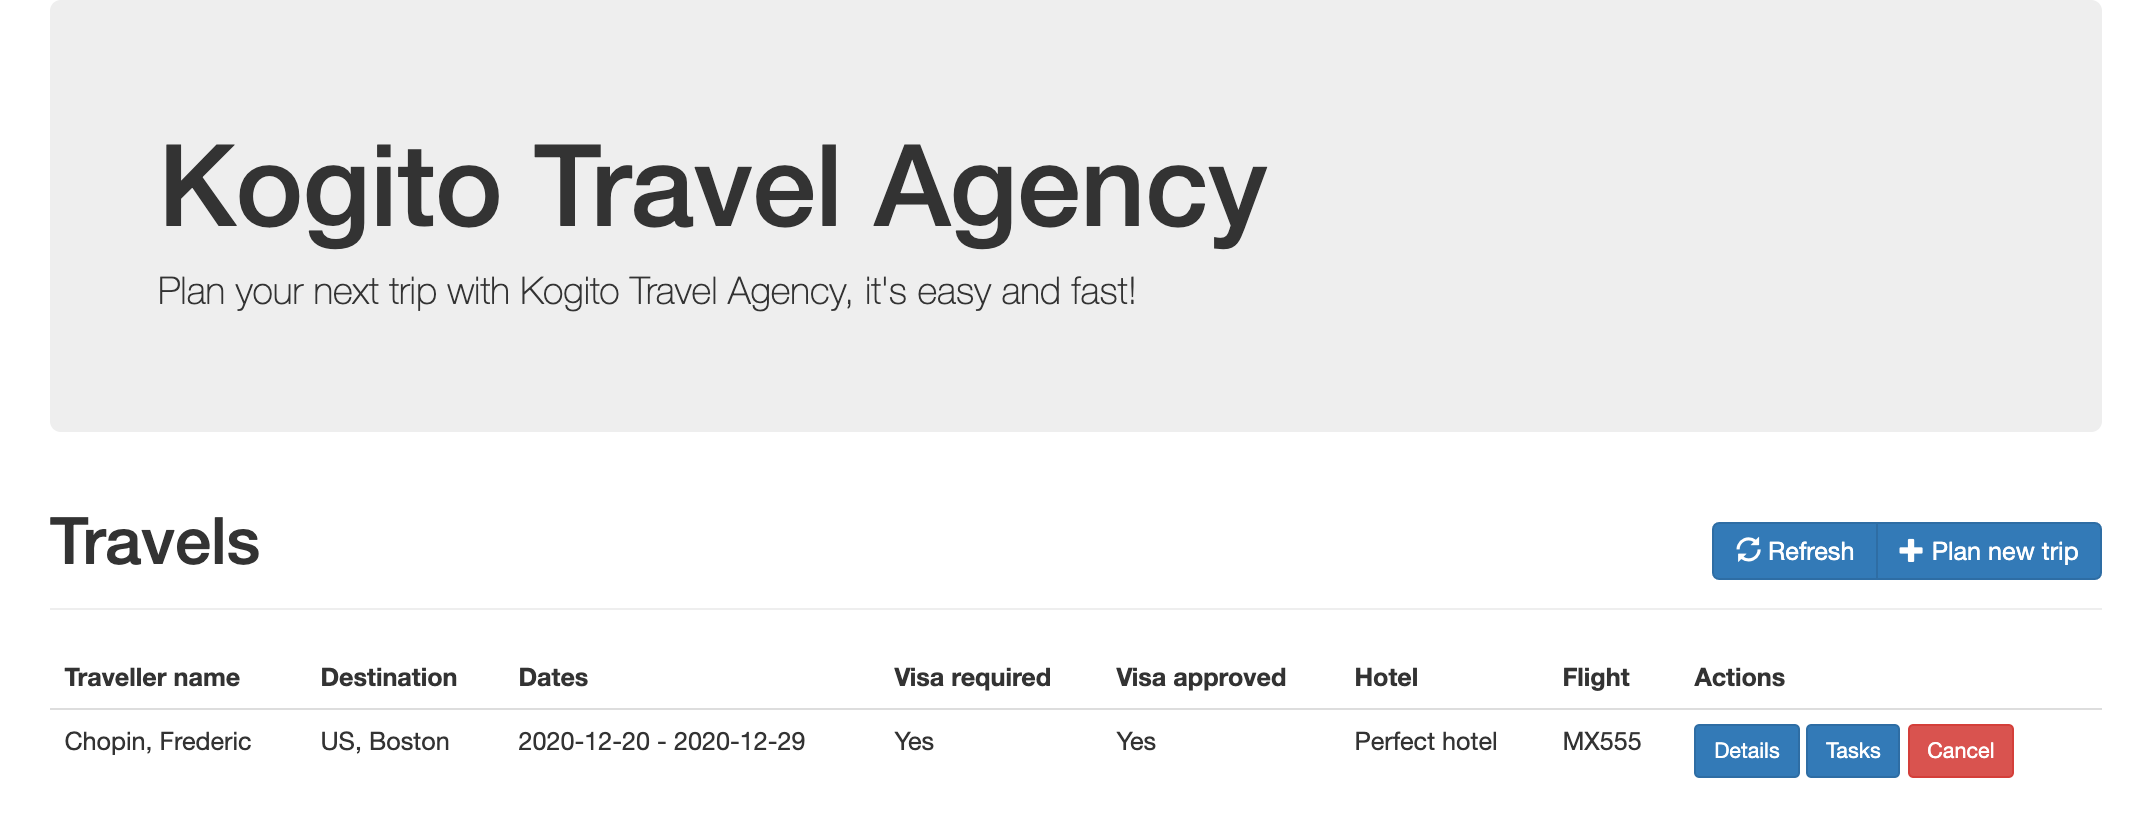 Kogito Travel Agency
Plan your next trip with Kogito Travel Agency, it's easy and fast!
Travels
Refresh Plan new trip
Traveller name Destination Dates Visa required Visa approved Hotel Flight Actions
Chopin, Frederic US, Boston 2020-12-20 - 2020-12-29 Yes Yes Perfect hotel MX555 Details Tasks Cancel